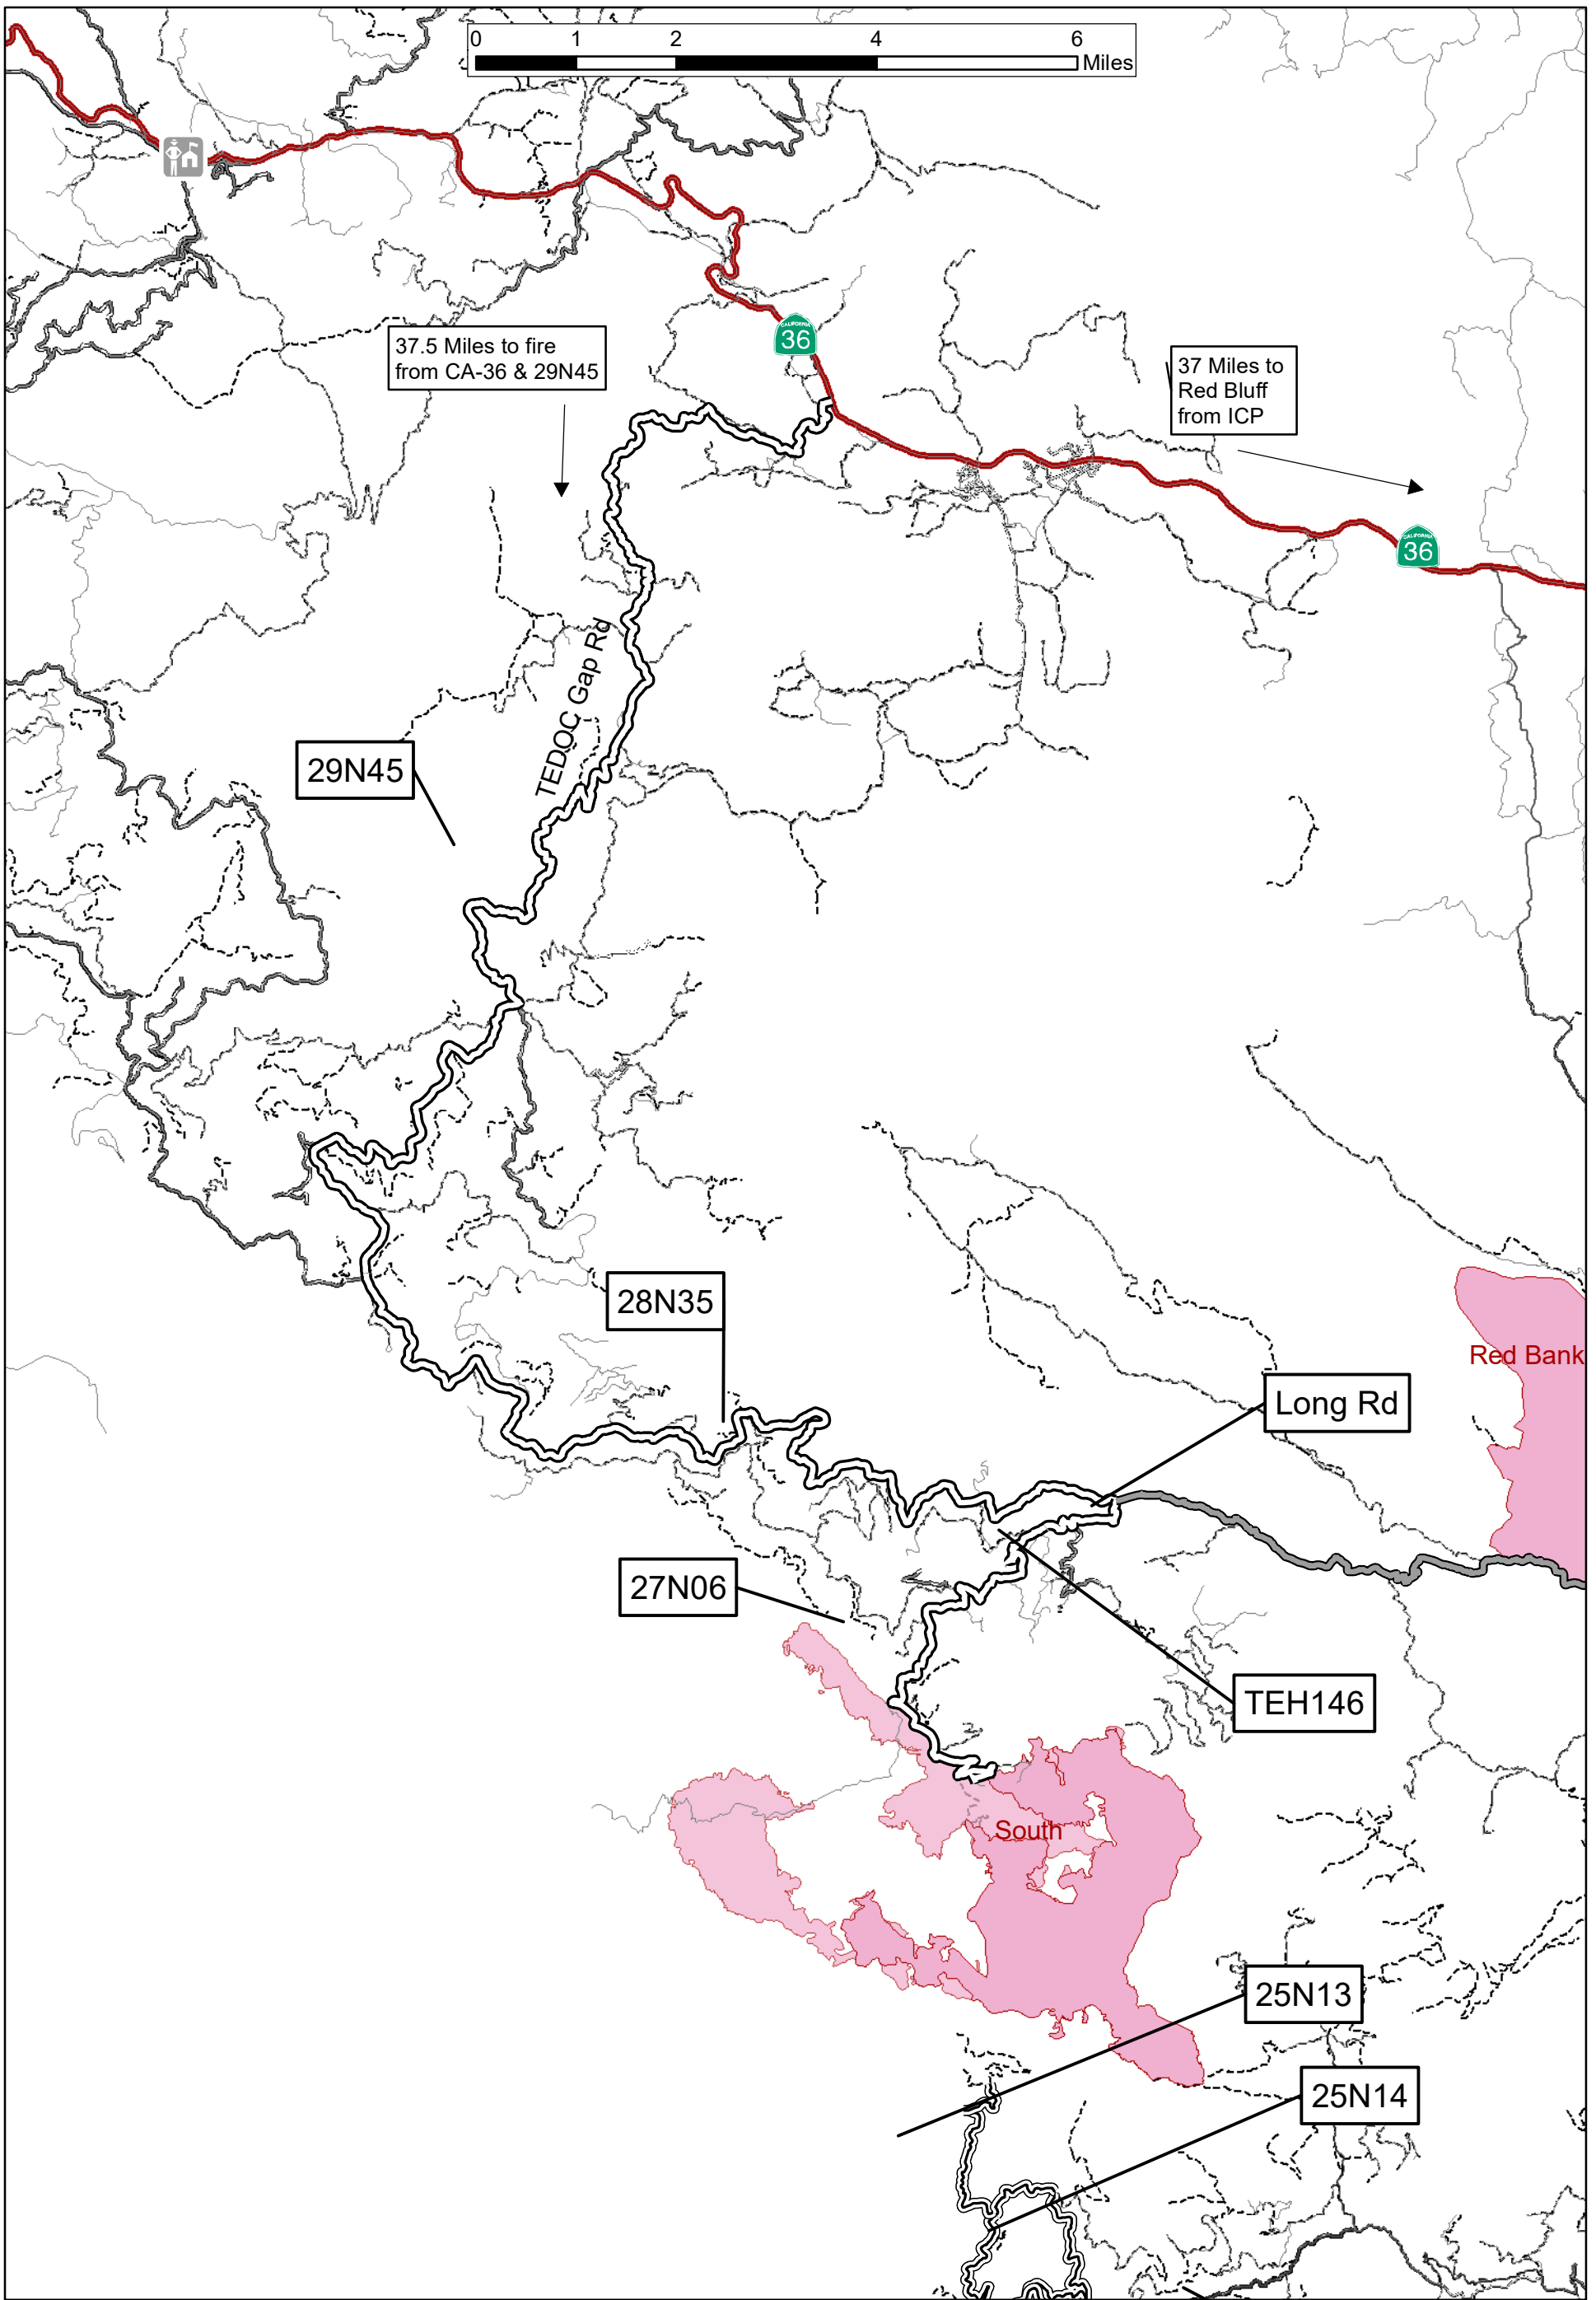 0 1 2 4 6
Miles
CALIFORNIA
36
37.5 Miles to fire
from CA-36 & 29N45
37 Miles to
Red Bluff
from ICP
CALIFORNIA
36
TEDOC Gap Rd
29N45
28N35
Red Bank
Long Rd
27N06
TEH146
South
25N13
25N14